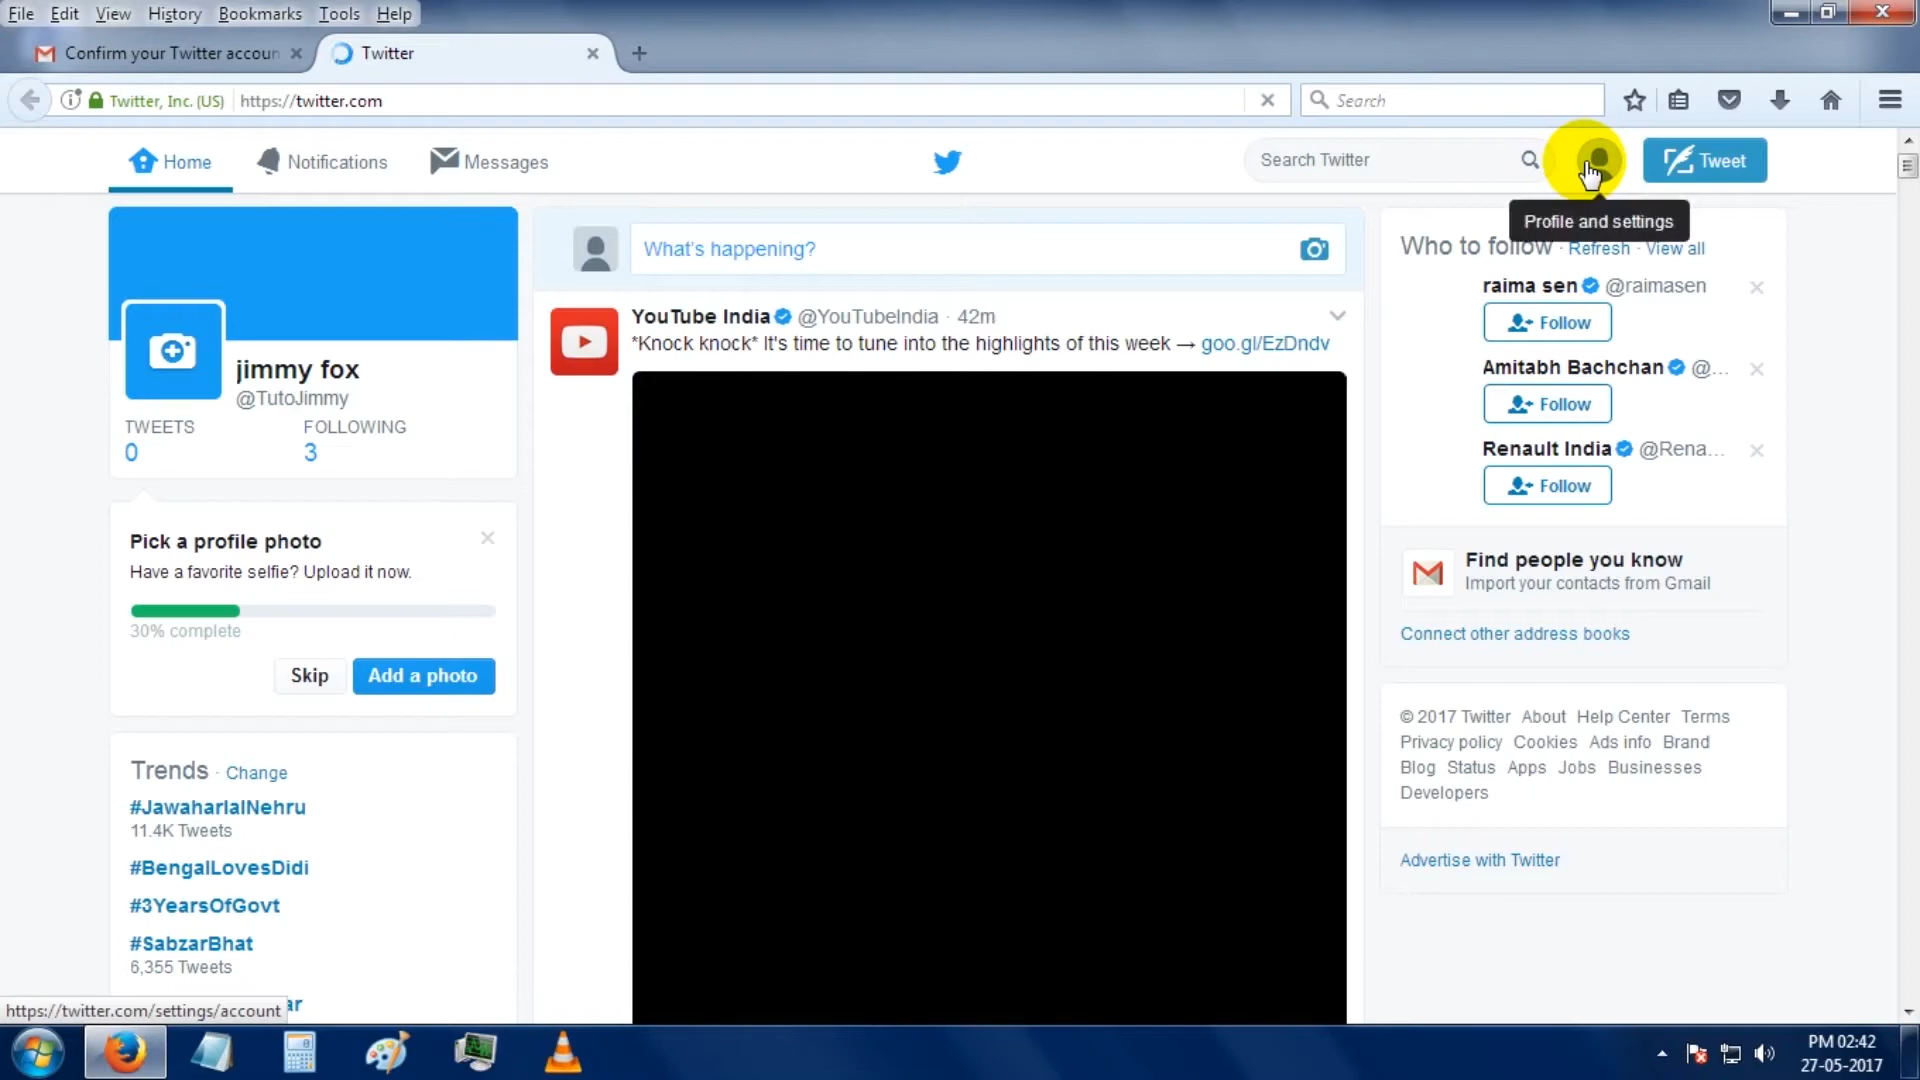 File Edit View History Bookmarks Tools Help
Confirm your Twitter accoun
Twitter
Twitter, Inc. (US) https://twitter.com
Search
Home Notifications Messages
Search Twitter
Tweet
Profile and settings
jimmy fox
@TutoJimmy
TWEETS FOLLOWING
0 3
Pick a profile photo
Have a favorite selfie? Upload it now.
30% complete
Skip Add a photo
Trends · Change
#JawaharlalNehru
11.4K Tweets
#BengalLovesDidi
#3YearsOfGovt
#SabzarBhat
6,355 Tweets
ar
What's happening?
YouTube India @YouTubeIndia · 42m
*Knock knock* It's time to tune into the highlights of this week → goo.gl/EzDndv
Who to follow · Refresh · View all
raima sen @raimasen
Follow
Amitabh Bachchan @...
Follow
Renault India @Rena...
Follow
Find people you know
Import your contacts from Gmail
Connect other address books
© 2017 Twitter About Help Center Terms
Privacy policy Cookies Ads info Brand
Blog Status Apps Jobs Businesses
Developers
Advertise with Twitter
https://twitter.com/settings/account
PM 02:42
27-05-2017